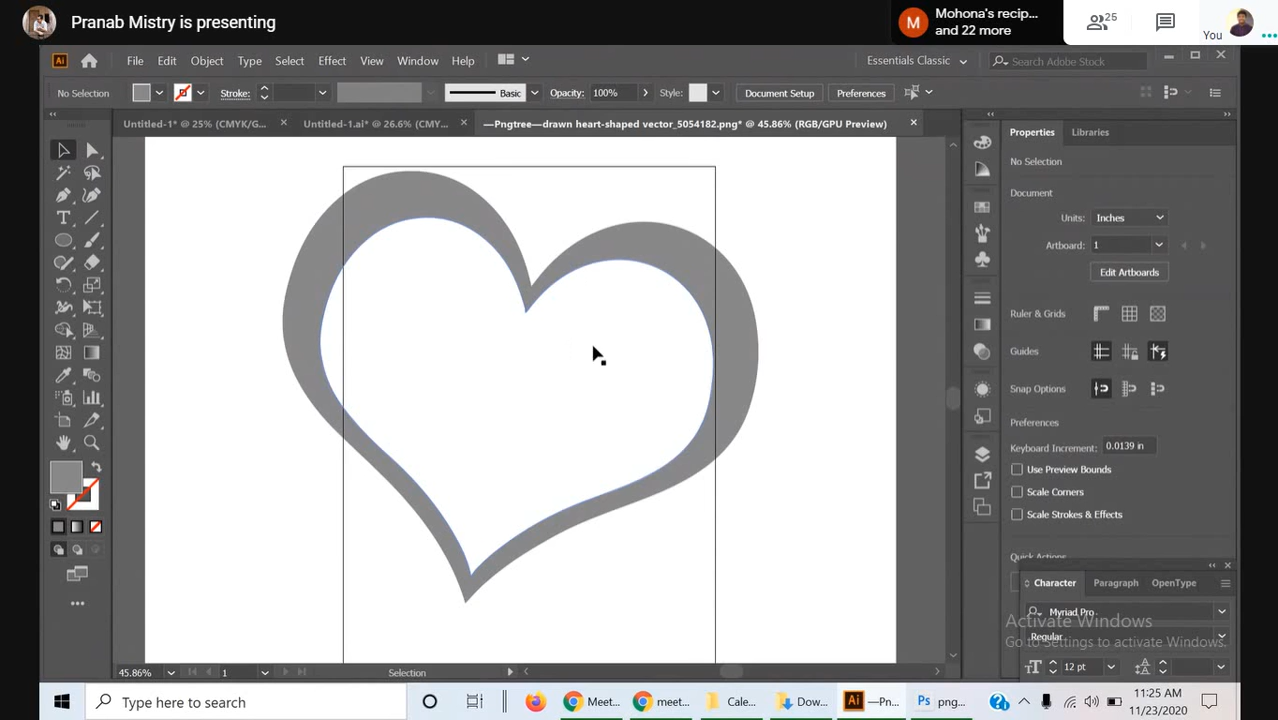 Pranab Mistry is presenting
Mohona's recip...
and 22 more
25
You
Ai
File Edit Object Type Select Effect View Window Help
Essentials Classic
Search Adobe Stock
No Selection
Stroke:
Basic
Opacity: 100%
Style:
Document Setup
Preferences
Untitled-1* @ 25% (CMYK/G...
Untitled-1.ai* @ 26.6% (CMY...
—Pngtree—drawn heart-shaped vector_5054182.png* @ 45.86% (RGB/GPU Preview)
Properties
Libraries
No Selection
Document
Units: Inches
Artboard: 1
Edit Artboards
Ruler & Grids
Guides
Snap Options
Preferences
Keyboard Increment: 0.0139 in
Use Preview Bounds
Scale Corners
Scale Strokes & Effects
Quick Actions
Character
Paragraph
OpenType
Myriad Pro
Regular
12 pt
Activate Windows
Go to Settings to activate Windows.
45.86%
1
Selection
Type here to search
Meet...
meet...
Cale...
Dow...
—Pn...
png...
11:25 AM
11/23/2020